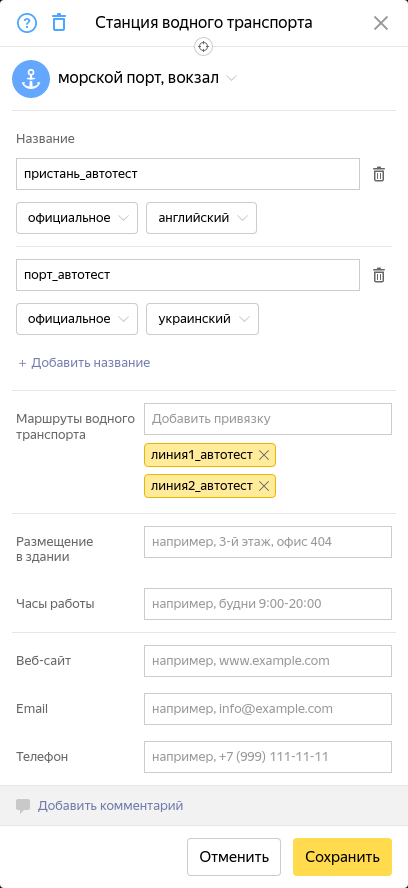 ?
Станция водного транспорта
морской порт, вокзал
Название
пристань_автотест
официальное
английский
порт_автотест
официальное
украинский
+ Добавить название
Маршруты водного
транспорта
Добавить привязку
линия1_автотест
линия2_автотест
Размещение
в здании
например, 3-й этаж, офис 404
Часы работы
например, будни 9:00-20:00
Веб-сайт
например, www.example.com
Email
например, info@example.com
Телефон
например, +7 (999) 111-11-11
Добавить комментарий
Отменить
Сохранить